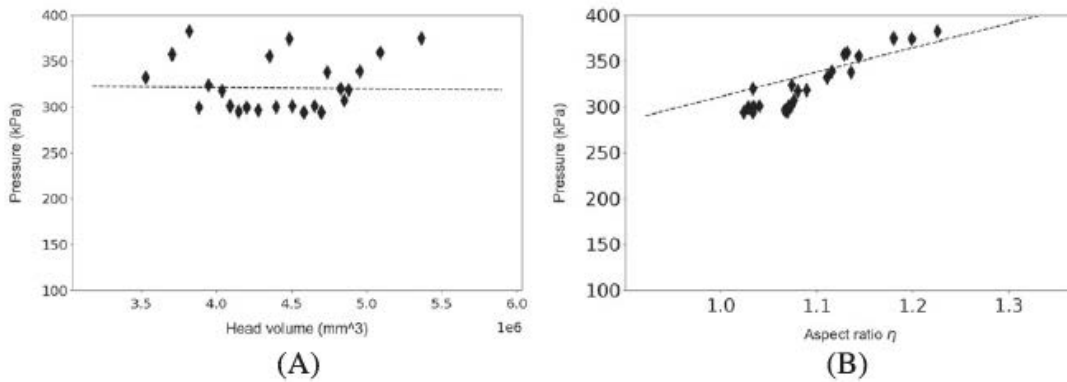 400
350
300
250
200
150
100
Pressure (kPa)
3.5 4.0 4.5 5.0 5.5 6.0
1e6
Head volume (mm^3)
(A)
400
350
300
250
200
150
100
Pressure (kPa)
1.0 1.1 1.2 1.3
Aspect ratio η
(B)